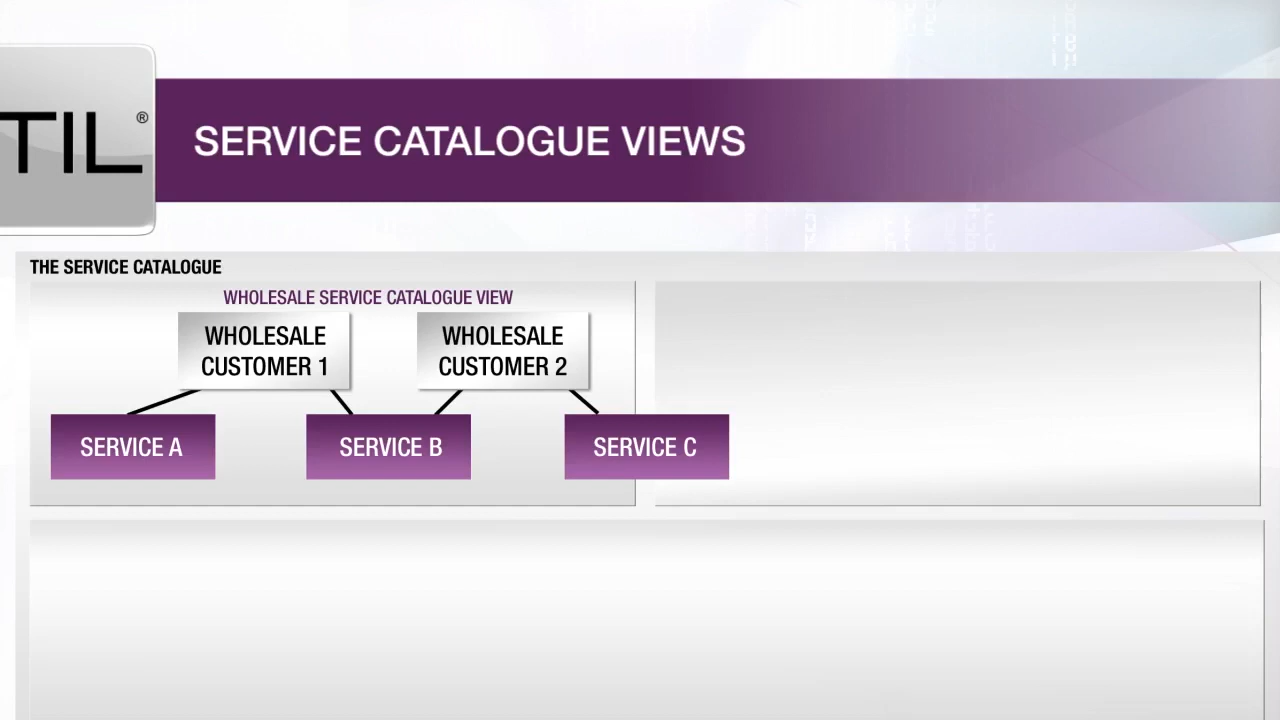 TIL®
SERVICE CATALOGUE VIEWS
THE SERVICE CATALOGUE
WHOLESALE SERVICE CATALOGUE VIEW
WHOLESALE
CUSTOMER 1
WHOLESALE
CUSTOMER 2
SERVICE A
SERVICE B
SERVICE C